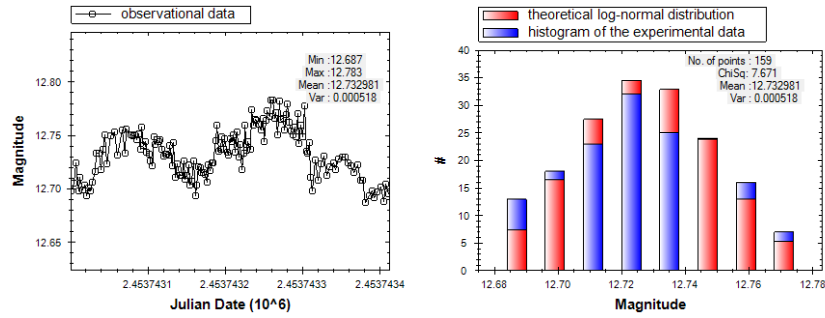 observational data
Min : 12.687
Max : 12.783
Mean : 12.732981
Var : 0.000518
Magnitude
12.80
12.75
12.70
12.65
2.4537431
2.4537432
2.4537433
2.4537434
Julian Date (10^6)
theoretical log-normal distribution
histogram of the experimental data
No. of points : 159
ChiSq : 7.671
Mean : 12.732981
Var : 0.000518
#
40
35
30
25
20
15
10
5
0
12.68
12.70
12.72
12.74
12.76
12.78
Magnitude